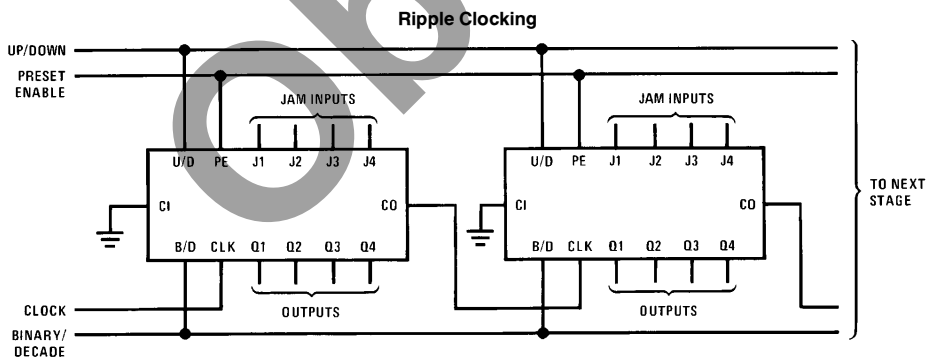 Ripple Clocking
UP/DOWN
PRESET
ENABLE
JAM INPUTS
JAM INPUTS
U/D PE J1 J2 J3 J4
U/D PE J1 J2 J3 J4
CI CO
CI CO
TO NEXT
STAGE
B/D CLK Q1 Q2 Q3 Q4
B/D CLK Q1 Q2 Q3 Q4
OUTPUTS
OUTPUTS
CLOCK
BINARY/
DECADE
Ob